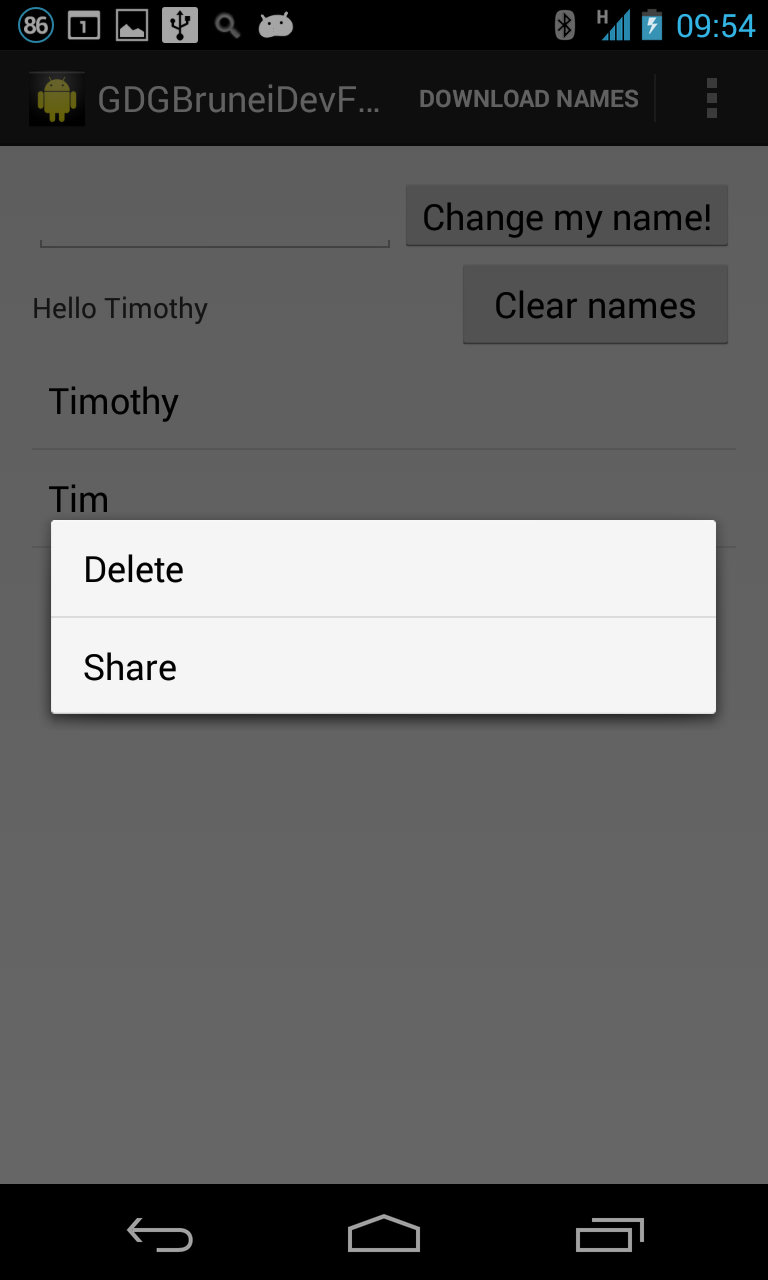 86 1 H 09:54
GDGBruneiDevF... DOWNLOAD NAMES
Change my name!
Hello Timothy Clear names
Timothy
Tim
Delete
Share